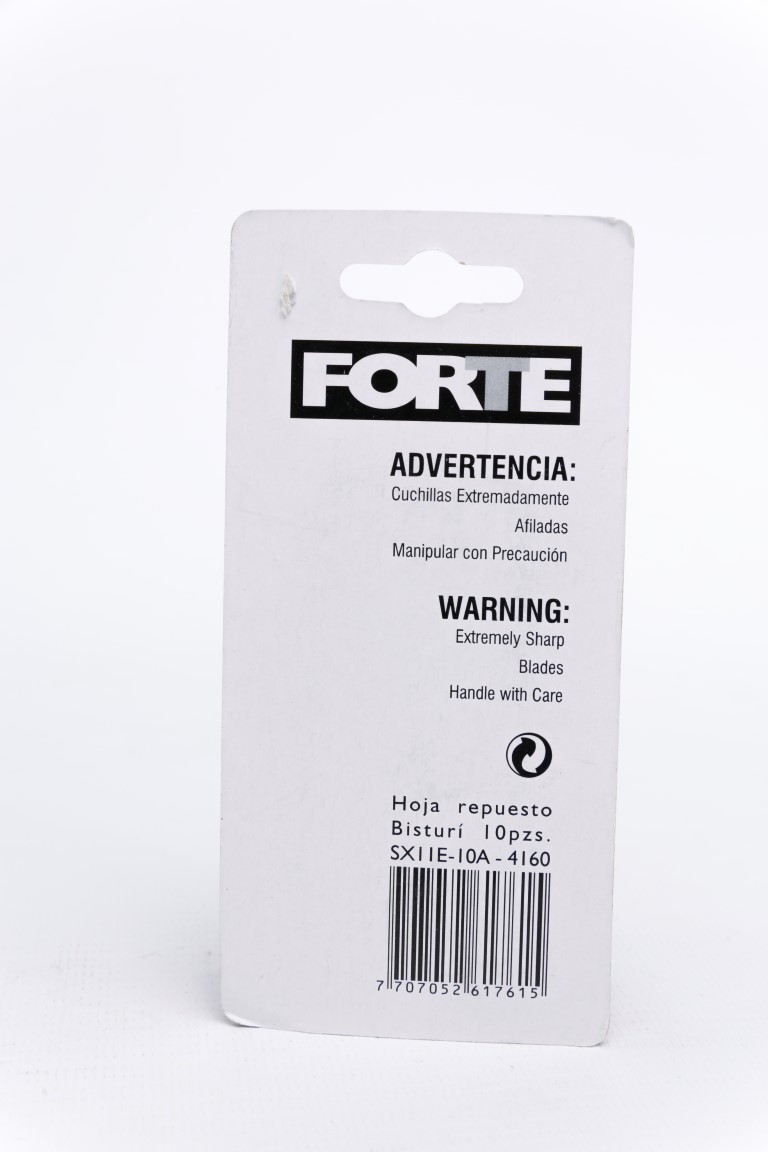 FORTE
ADVERTENCIA:
Cuchillas Extremadamente
Afiladas
Manipular con Precaución
WARNING:
Extremely Sharp
Blades
Handle with Care
Hoja repuesto
Bisturí 10pzs.
SX11E-10A - 4160
7 707052 617615